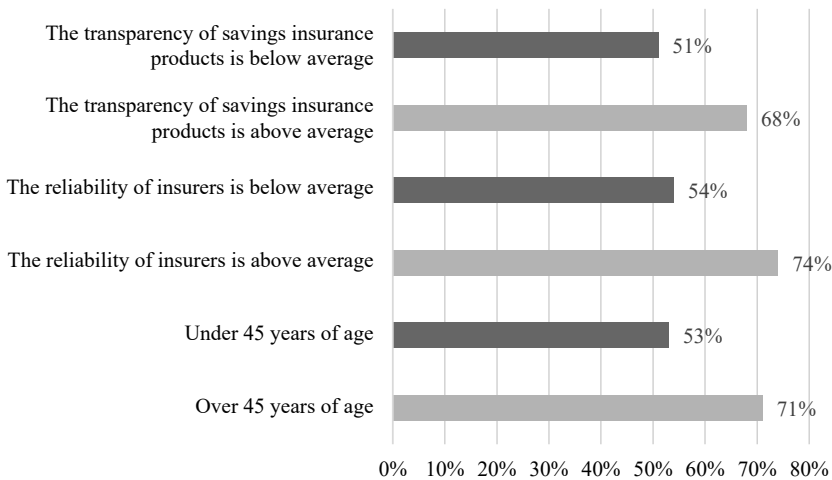 The transparency of savings insurance
products is below average
51%
The transparency of savings insurance
products is above average
68%
The reliability of insurers is below average
54%
The reliability of insurers is above average
74%
Under 45 years of age
53%
Over 45 years of age
71%
0% 10% 20% 30% 40% 50% 60% 70% 80%